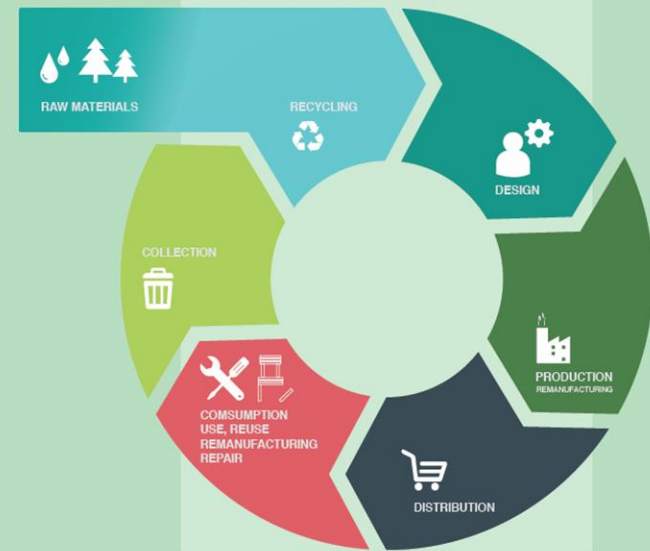 RAW MATERIALS
RECYCLING
DESIGN
PRODUCTION
REMANUFACTURING
DISTRIBUTION
COMSUMPTION
USE, REUSE
REMANUFACTURING
REPAIR
COLLECTION